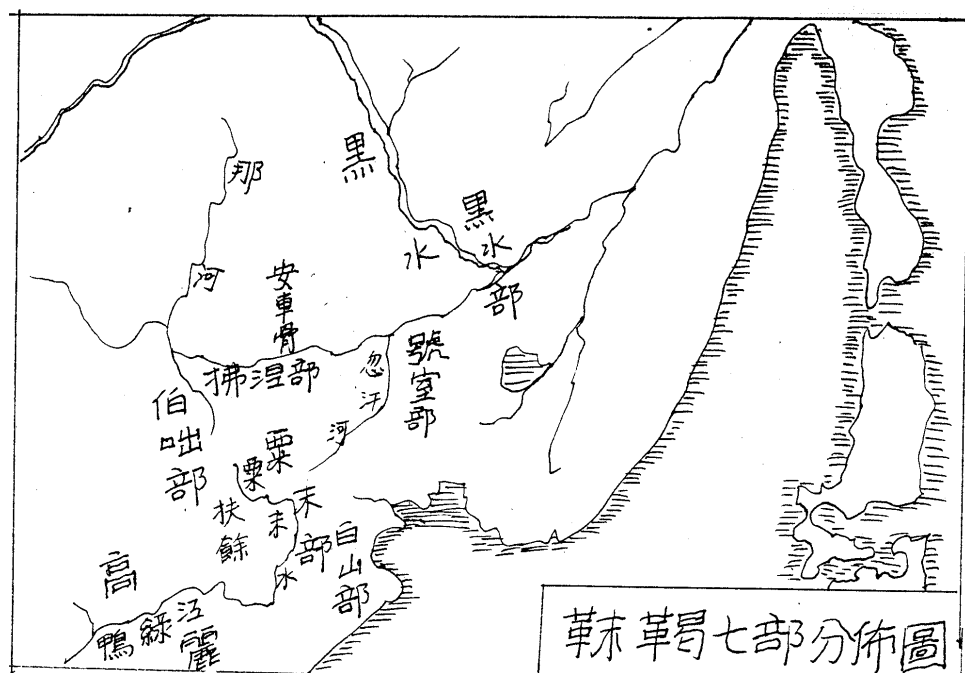 黑水
黑水部
那河
安車骨
拂涅部
號室部
忽汗河
伯咄部
粟末部
粟末水
扶餘
白山部
高麗
鴨綠江
靺鞨七部分佈圖